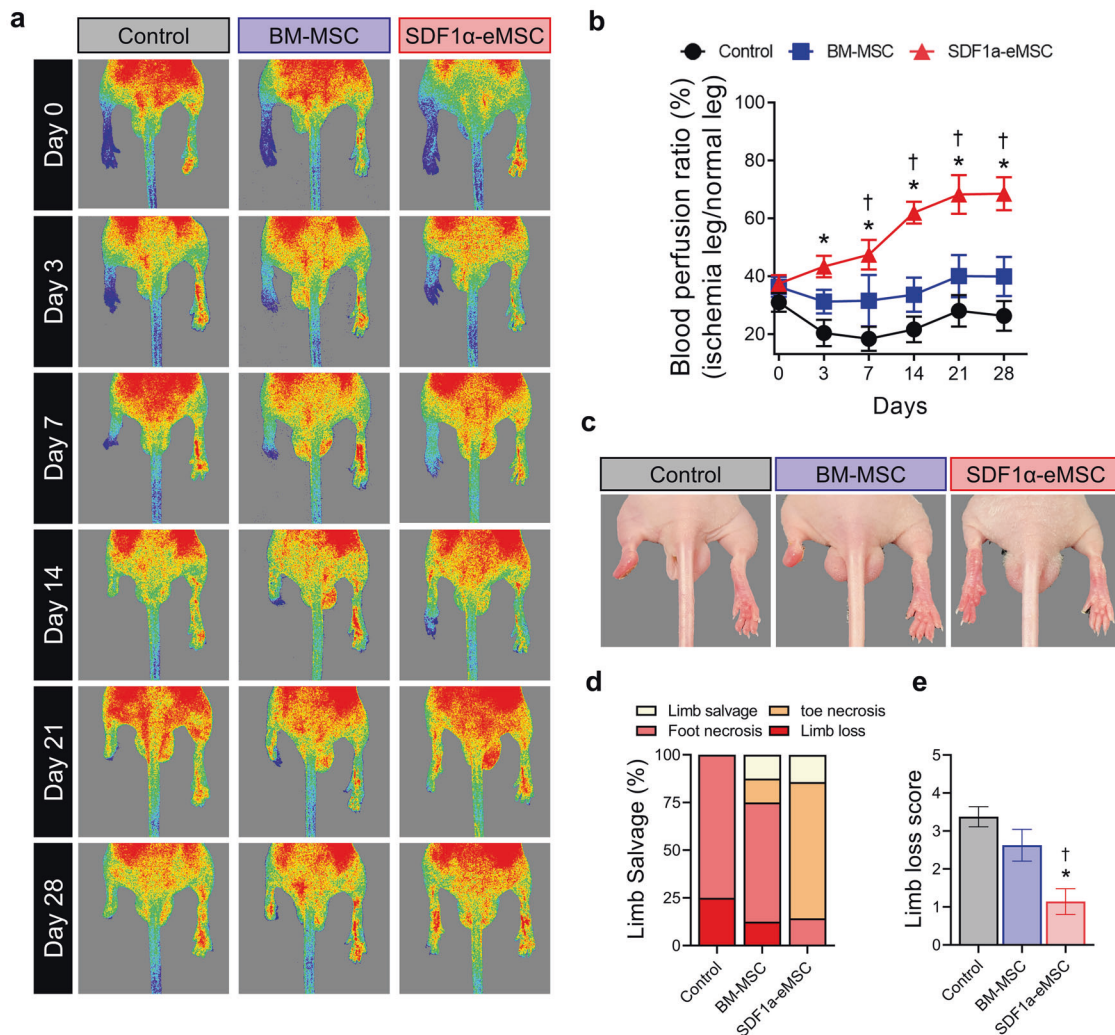 a
Control
BM-MSC
SDF1α-eMSC
Day 0
Day 3
Day 7
Day 14
Day 21
Day 28
b
Control
BM-MSC
SDF1a-eMSC
Blood perfusion ratio (%)
(ischemia leg/normal leg)
100
80
60
40
20
*
†
*
†
*
†
*
†
*
0
3
7
14
21
28
Days
c
Control
BM-MSC
SDF1α-eMSC
d
Limb salvage
toe necrosis
Foot necrosis
Limb loss
Limb Salvage (%)
100
75
50
25
0
Control
BM-MSC
SDF1a-eMSC
e
Limb loss score
5
4
3
2
1
0
†
*
Control
BM-MSC
SDF1a-eMSC